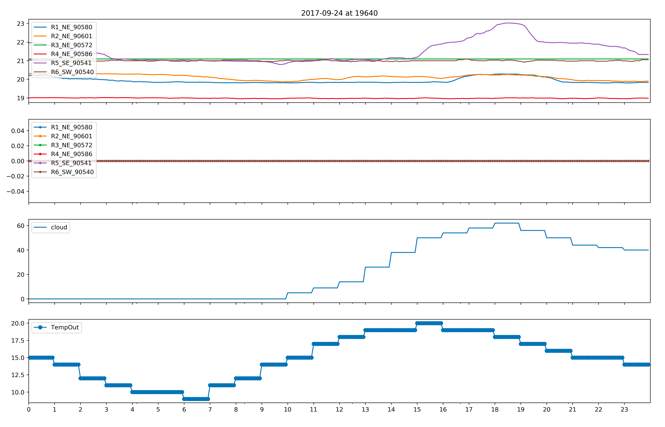 2017-09-24 at 19640
23
22
21
20
19
R1_NE_90580
R2_NE_90601
R3_NE_90572
R4_NE_90586
R5_SE_90541
R6_SW_90540
0.04
0.02
0.00
−0.02
−0.04
R1_NE_90580
R2_NE_90601
R3_NE_90572
R4_NE_90586
R5_SE_90541
R6_SW_90540
60
40
20
0
cloud
20.0
17.5
15.0
12.5
10.0
TempOut
0 1 2 3 4 5 6 7 8 9 10 11 12 13 14 15 16 17 18 19 20 21 22 23